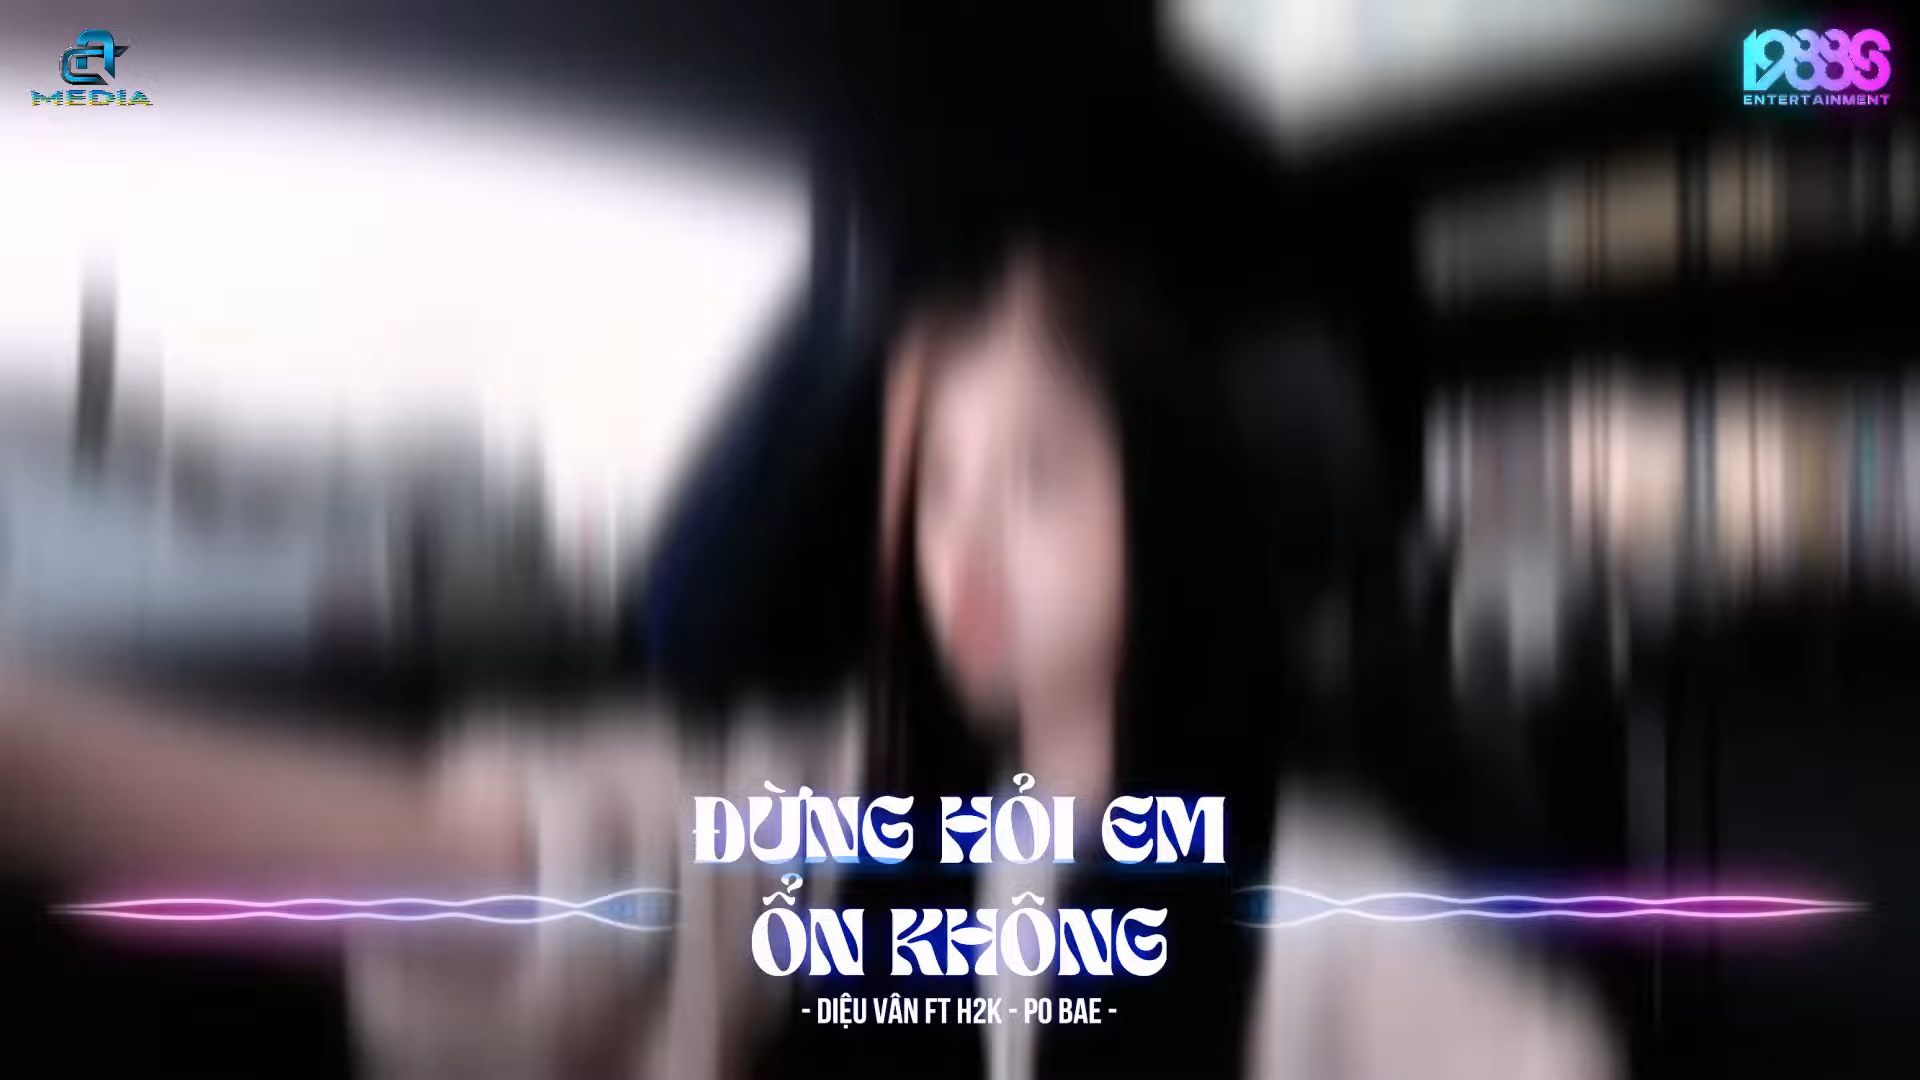 MEDIA
1988S
ENTERTAINMENT
ĐỪNG HỎI EM
ỔN KHÔNG
- DIỆU VÂN FT H2K - PO BAE -